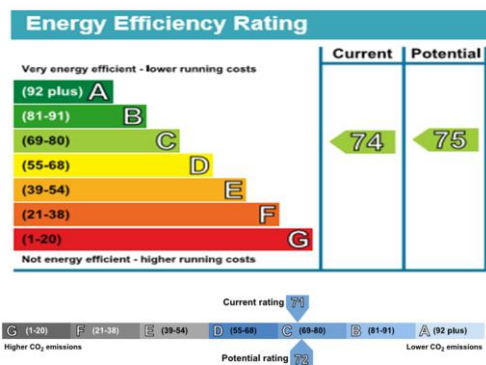 Energy Efficiency Rating
Current Potential
Very energy efficient - lower running costs
(92 plus) A
(81-91) B
(69-80) C 74 75
(55-68) D
(39-54) E
(21-38) F
(1-20) G
Not energy efficient - higher running costs
Current rating 71
G (1-20) F (21-38) E (39-54) D (55-68) C (69-80) B (81-91) A (92 plus)
Higher CO₂ emissions Lower CO₂ emissions
Potential rating 72